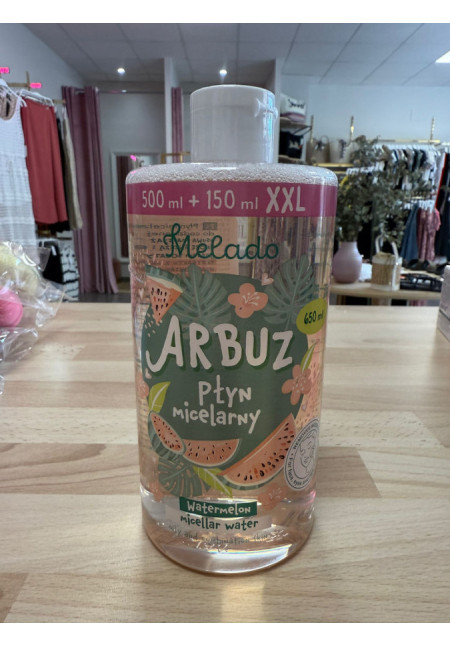 500 ml + 150 ml XXL
Melado
650 ml
ARBUZ
Płyn
micelarny
Watermelon
micellar water